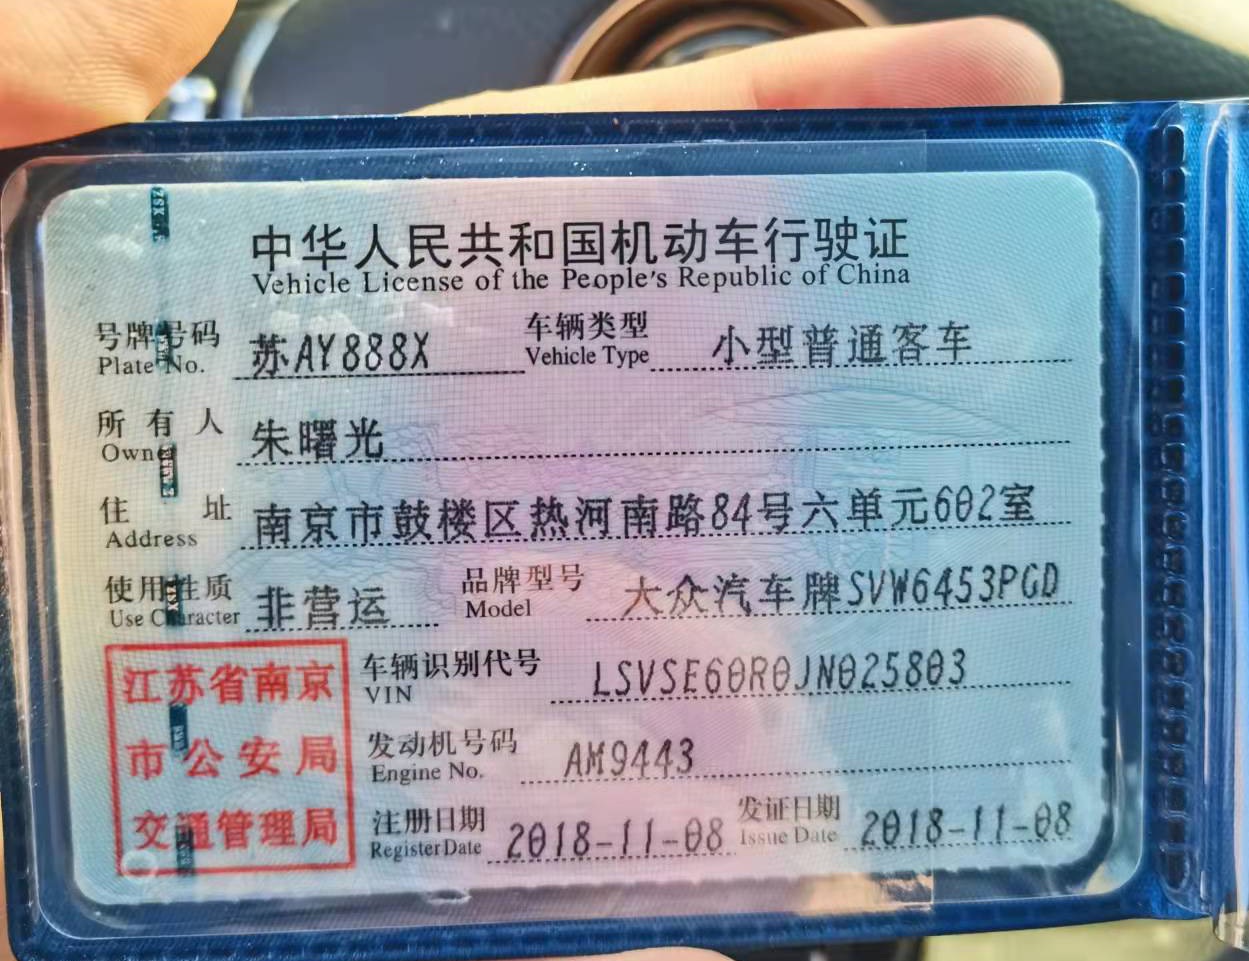 中华人民共和国机动车行驶证
Vehicle License of the People's Republic of China
号牌号码 苏AY888X 车辆类型 小型普通客车
Plate No. Vehicle Type
所有人 朱曙光
Owner
住址 南京市鼓楼区热河南路84号六单元602室
Address
使用性质 非营运 品牌型号 大众汽车牌SVW6453PGD
Use Character Model
江苏省南京
市公安局
交通管理局
车辆识别代号 LSVSE60R0JN025803
VIN
发动机号码 AM9443
Engine No.
注册日期 2018-11-08 发证日期 2018-11-08
Register Date Issue Date